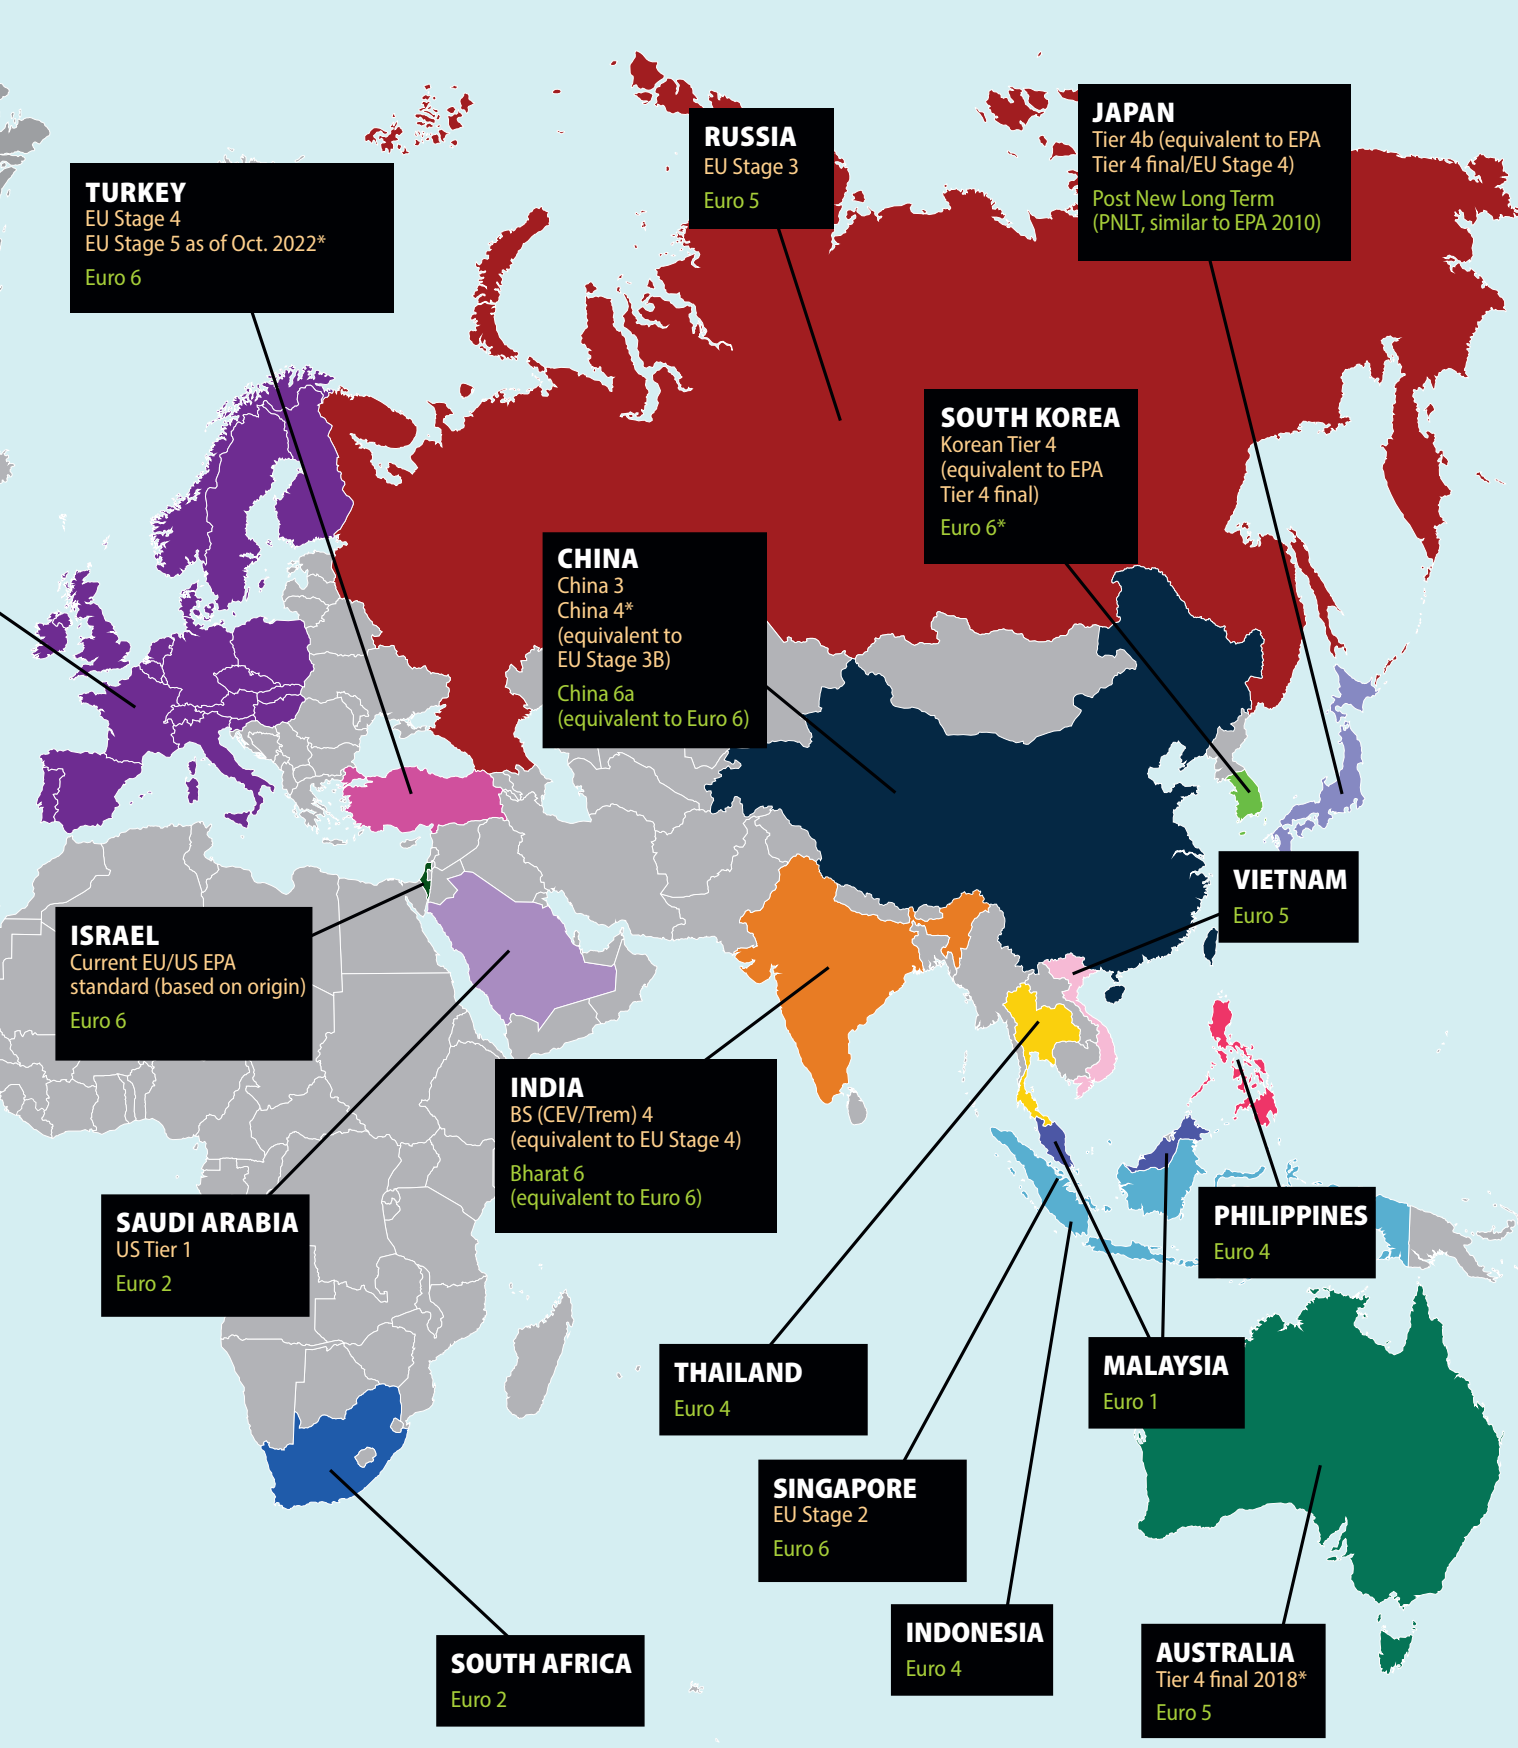 RUSSIA
EU Stage 3
Euro 5
JAPAN
Tier 4b (equivalent to EPA
Tier 4 final/EU Stage 4)
Post New Long Term
(PNLT, similar to EPA 2010)
TURKEY
EU Stage 4
EU Stage 5 as of Oct. 2022*
Euro 6
SOUTH KOREA
Korean Tier 4
(equivalent to EPA
Tier 4 final)
Euro 6*
CHINA
China 3
China 4*
(equivalent to
EU Stage 3B)
China 6a
(equivalent to Euro 6)
VIETNAM
Euro 5
ISRAEL
Current EU/US EPA
standard (based on origin)
Euro 6
INDIA
BS (CEV/Trem) 4
(equivalent to EU Stage 4)
Bharat 6
(equivalent to Euro 6)
SAUDI ARABIA
US Tier 1
Euro 2
PHILIPPINES
Euro 4
THAILAND
Euro 4
MALAYSIA
Euro 1
SINGAPORE
EU Stage 2
Euro 6
INDONESIA
Euro 4
SOUTH AFRICA
Euro 2
AUSTRALIA
Tier 4 final 2018*
Euro 5